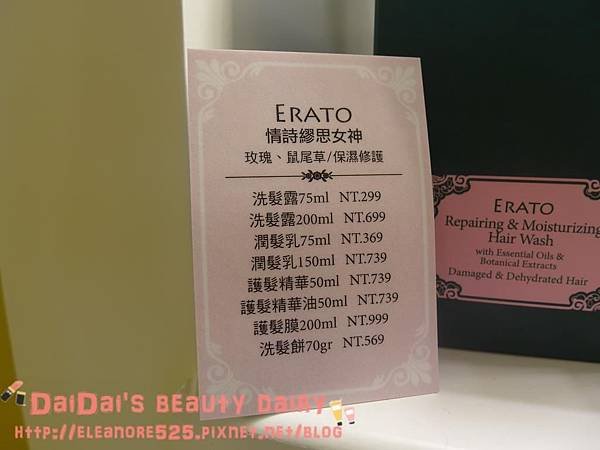 ERATO
情詩繆思女神
玫瑰、鼠尾草/保濕修護
洗髮露75ml NT.299
洗髮露200ml NT.699
潤髮乳75ml NT.369
潤髮乳150ml NT.739
護髮精華50ml NT.739
護髮精華油50ml NT.739
護髮膜200ml NT.999
洗髮餅70gr NT.569
ERATO
Repairing & Moisturizing
Hair Wash
with Essential Oils &
Botanical Extracts
Damaged & Dehydrated Hair
DaiDai's Beauty Dairy
http://eleanore525.pixnet.net/blog